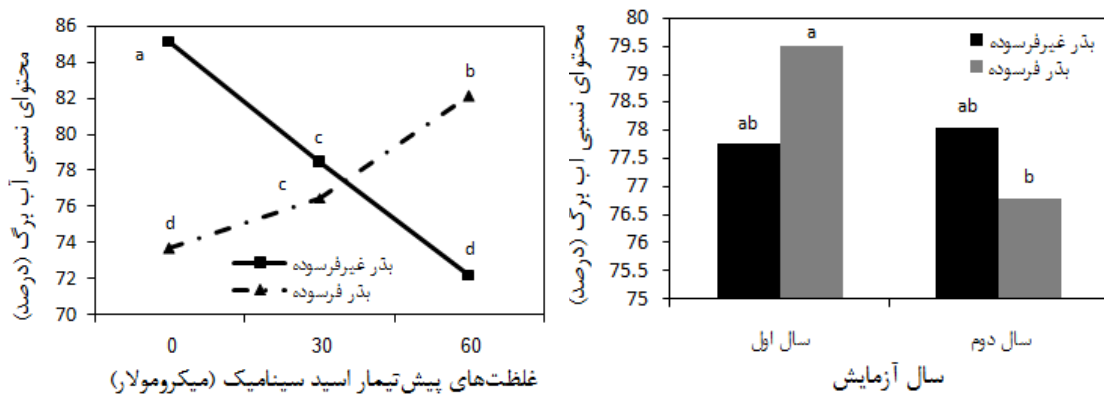 محتوای نسبی آب برگ (درصد)
86
84
82
80
78
76
74
72
70
a
b
c
c
d
d
بذر غیرفرسوده
بذر فرسوده
0 30 60
غلظت‌های پیش‌تیمار اسید سینامیک (میکرومولار)
محتوای نسبی آب برگ (درصد)
80
79.5
79
78.5
78
77.5
77
76.5
76
75.5
75
بذر غیرفرسوده
بذر فرسوده
a
ab
ab
b
سال اول سال دوم
سال آزمایش